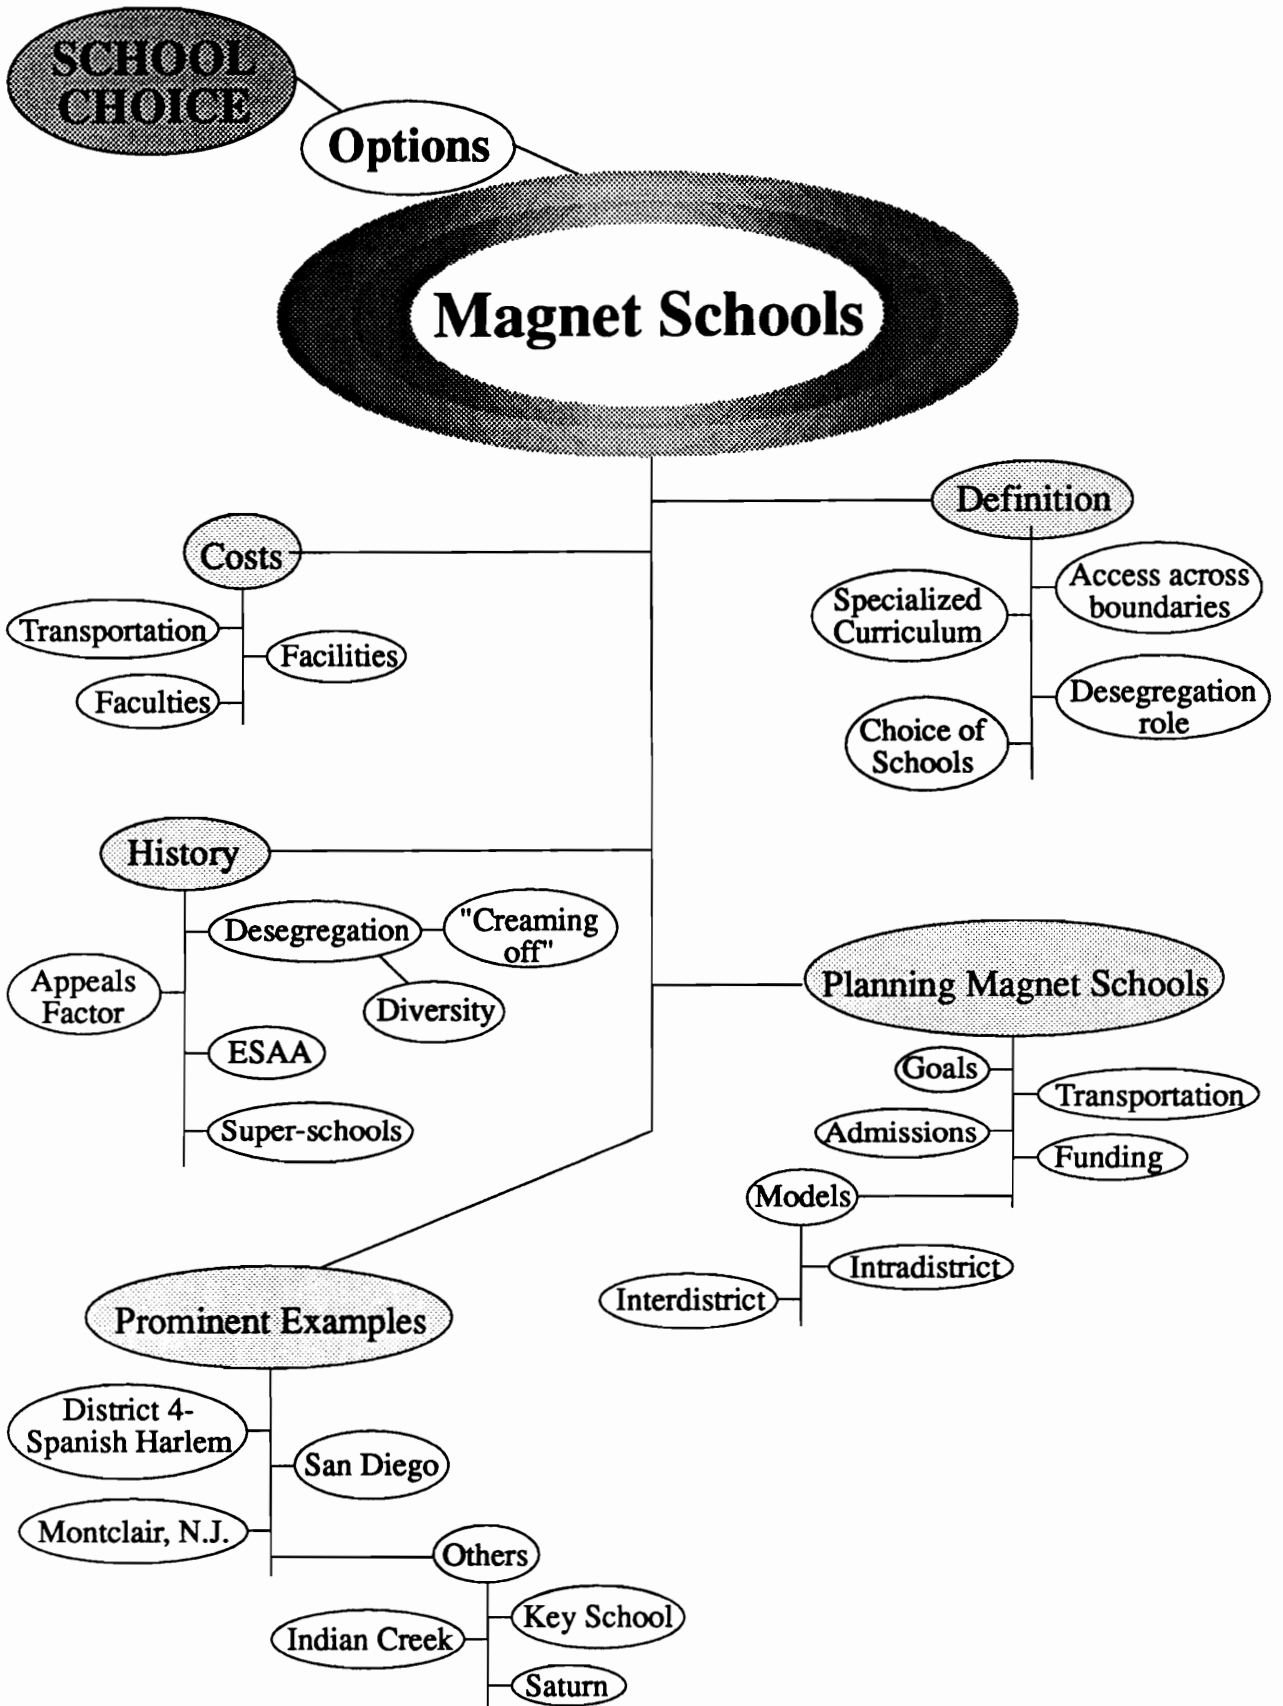 SCHOOL
CHOICE
Options
Magnet Schools
Definition
Access across
boundaries
Specialized
Curriculum
Desegregation
role
Choice of
Schools
Costs
Transportation
Facilities
Faculties
History
Desegregation
"Creaming
off"
Diversity
Appeals
Factor
ESAA
Super-schools
Planning Magnet Schools
Goals
Transportation
Admissions
Funding
Models
Intradistrict
Interdistrict
Prominent Examples
District 4-
Spanish Harlem
San Diego
Montclair, N.J.
Others
Key School
Indian Creek
Saturn